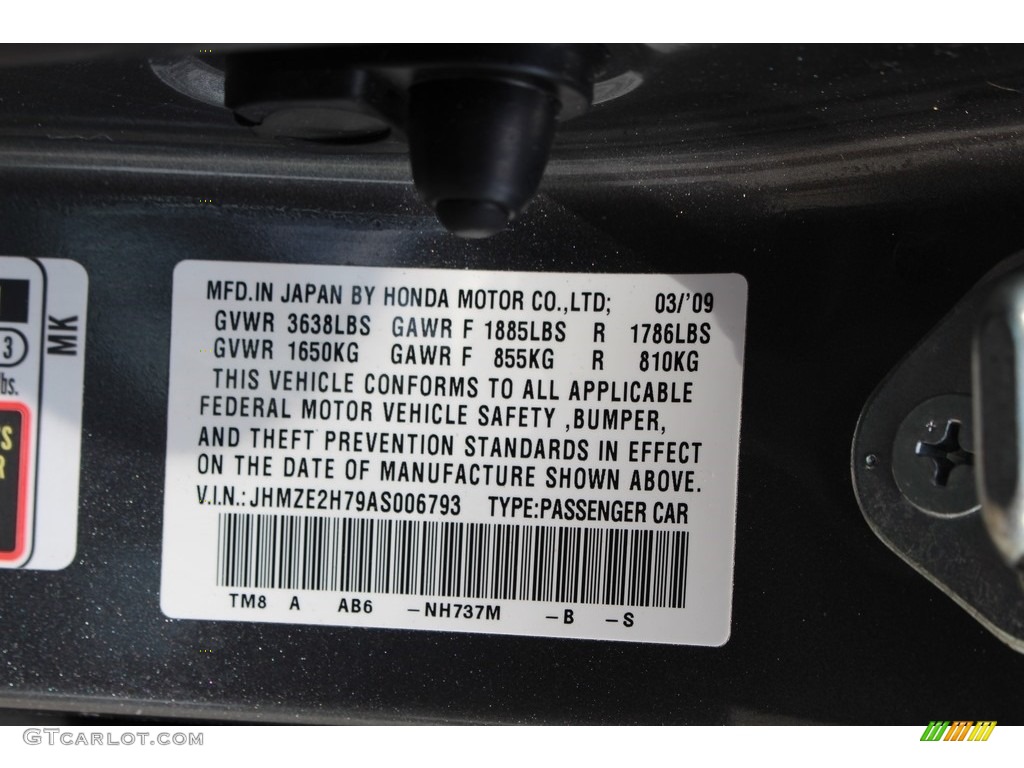 MFD.IN JAPAN BY HONDA MOTOR CO.,LTD; 03/'09
GVWR 3638LBS GAWR F 1885LBS R 1786LBS
GVWR 1650KG GAWR F 855KG R 810KG
THIS VEHICLE CONFORMS TO ALL APPLICABLE
FEDERAL MOTOR VEHICLE SAFETY ,BUMPER,
AND THEFT PREVENTION STANDARDS IN EFFECT
ON THE DATE OF MANUFACTURE SHOWN ABOVE.
V.I.N.: JHMZE2H79AS006793 TYPE:PASSENGER CAR
TM8 A AB6 -NH737M -B -S
MK
3
lbs.
GTCARLOT.COM